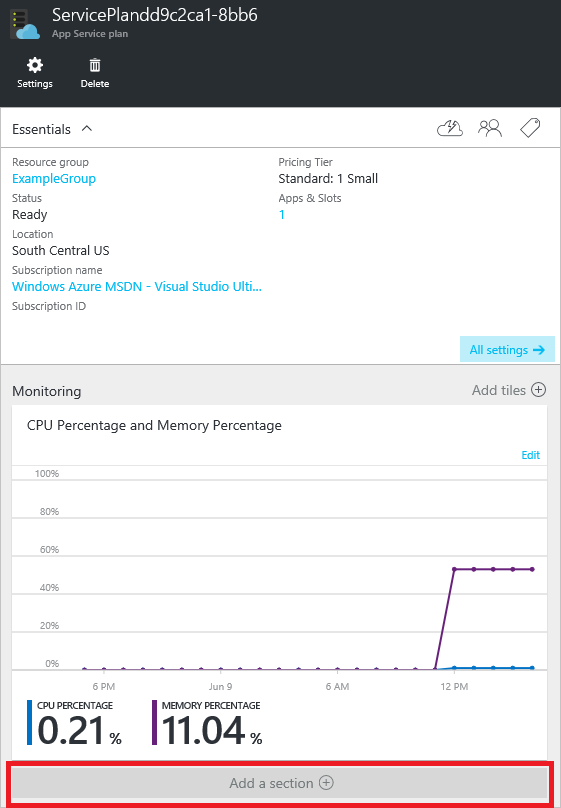 ServicePlandd9c2ca1-8bb6
App Service plan
Settings
Delete
Essentials
Resource group
ExampleGroup
Pricing Tier
Standard: 1 Small
Status
Ready
Apps & Slots
1
Location
South Central US
Subscription name
Windows Azure MSDN - Visual Studio Ulti...
Subscription ID
All settings
Monitoring
Add tiles
CPU Percentage and Memory Percentage
Edit
100%
80%
60%
40%
20%
0%
6 PM
Jun 9
6 AM
12 PM
CPU PERCENTAGE
0.21 %
MEMORY PERCENTAGE
11.04 %
Add a section